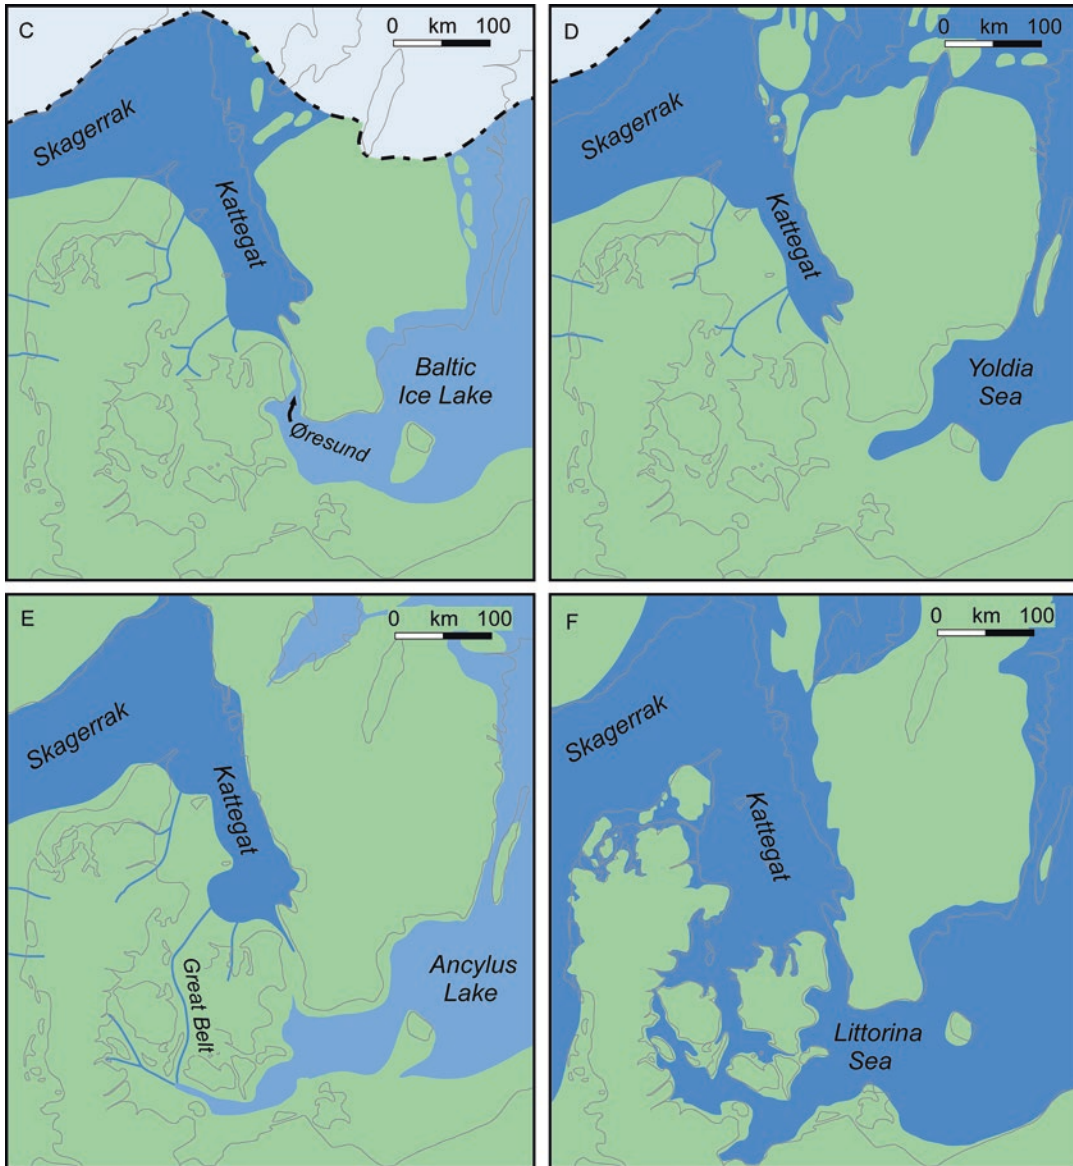 C
0 km 100
Skagerrak
Kattegat
Baltic
Ice Lake
Øresund
D
0 km 100
Skagerrak
Kattegat
Yoldia
Sea
E
0 km 100
Skagerrak
Kattegat
Great Belt
Ancylus
Lake
F
0 km 100
Skagerrak
Kattegat
Littorina
Sea